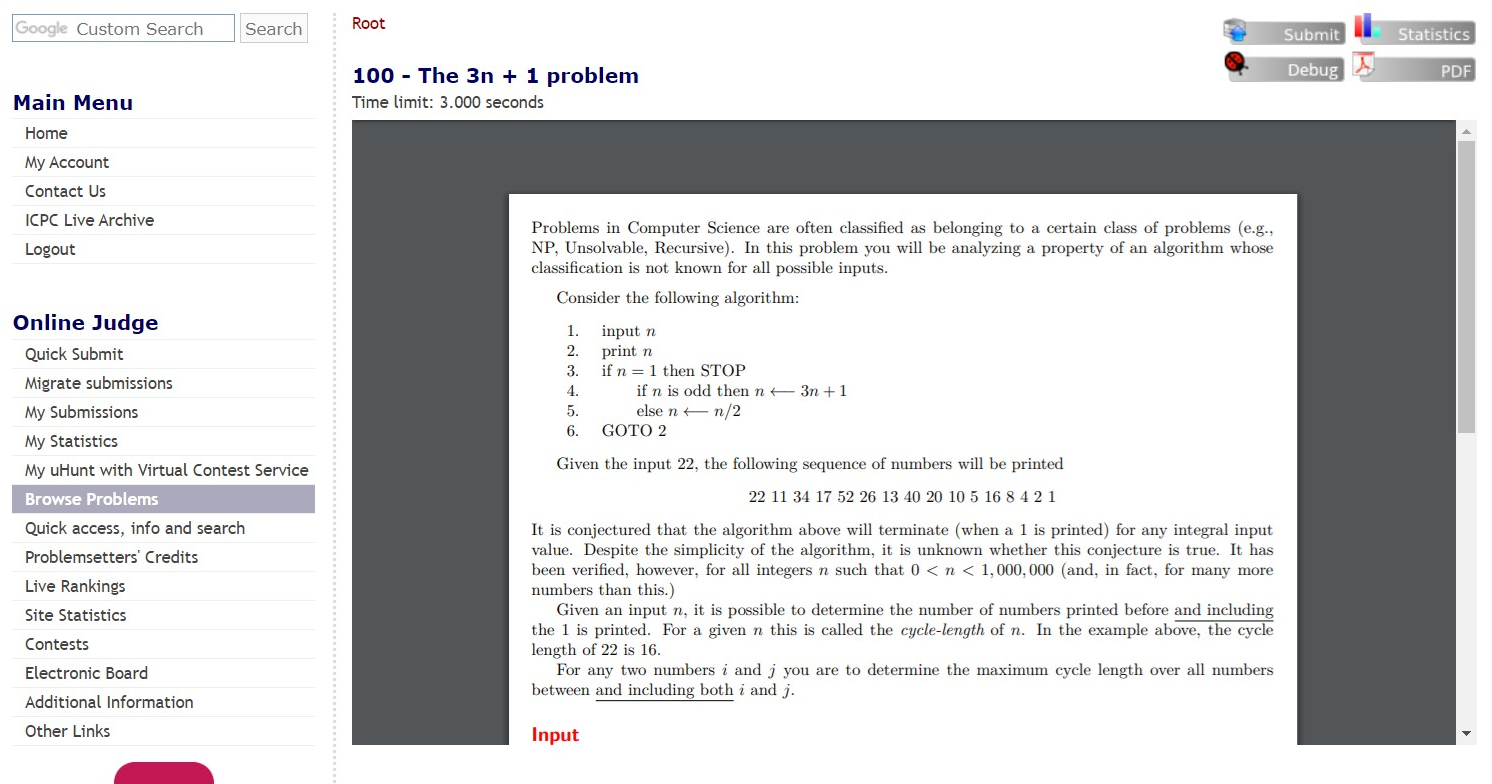 Google Custom Search Search
Main Menu
Home
My Account
Contact Us
ICPC Live Archive
Logout
Online Judge
Quick Submit
Migrate submissions
My Submissions
My Statistics
My uHunt with Virtual Contest Service
Browse Problems
Quick access, info and search
Problemsetters' Credits
Live Rankings
Site Statistics
Contests
Electronic Board
Additional Information
Other Links
Root
Submit Statistics
Debug PDF
100 - The 3n + 1 problem
Time limit: 3.000 seconds
Problems in Computer Science are often classified as belonging to a certain class of problems (e.g.,
NP, Unsolvable, Recursive). In this problem you will be analyzing a property of an algorithm whose
classification is not known for all possible inputs.
Consider the following algorithm:
1. input n
2. print n
3. if n = 1 then STOP
4. if n is odd then n ⟵ 3n + 1
5. else n ⟵ n/2
6. GOTO 2
Given the input 22, the following sequence of numbers will be printed
22 11 34 17 52 26 13 40 20 10 5 16 8 4 2 1
It is conjectured that the algorithm above will terminate (when a 1 is printed) for any integral input
value. Despite the simplicity of the algorithm, it is unknown whether this conjecture is true. It has
been verified, however, for all integers n such that 0 < n < 1,000,000 (and, in fact, for many more
numbers than this.)
Given an input n, it is possible to determine the number of numbers printed before and including
the 1 is printed. For a given n this is called the cycle-length of n. In the example above, the cycle
length of 22 is 16.
For any two numbers i and j you are to determine the maximum cycle length over all numbers
between and including both i and j.
Input